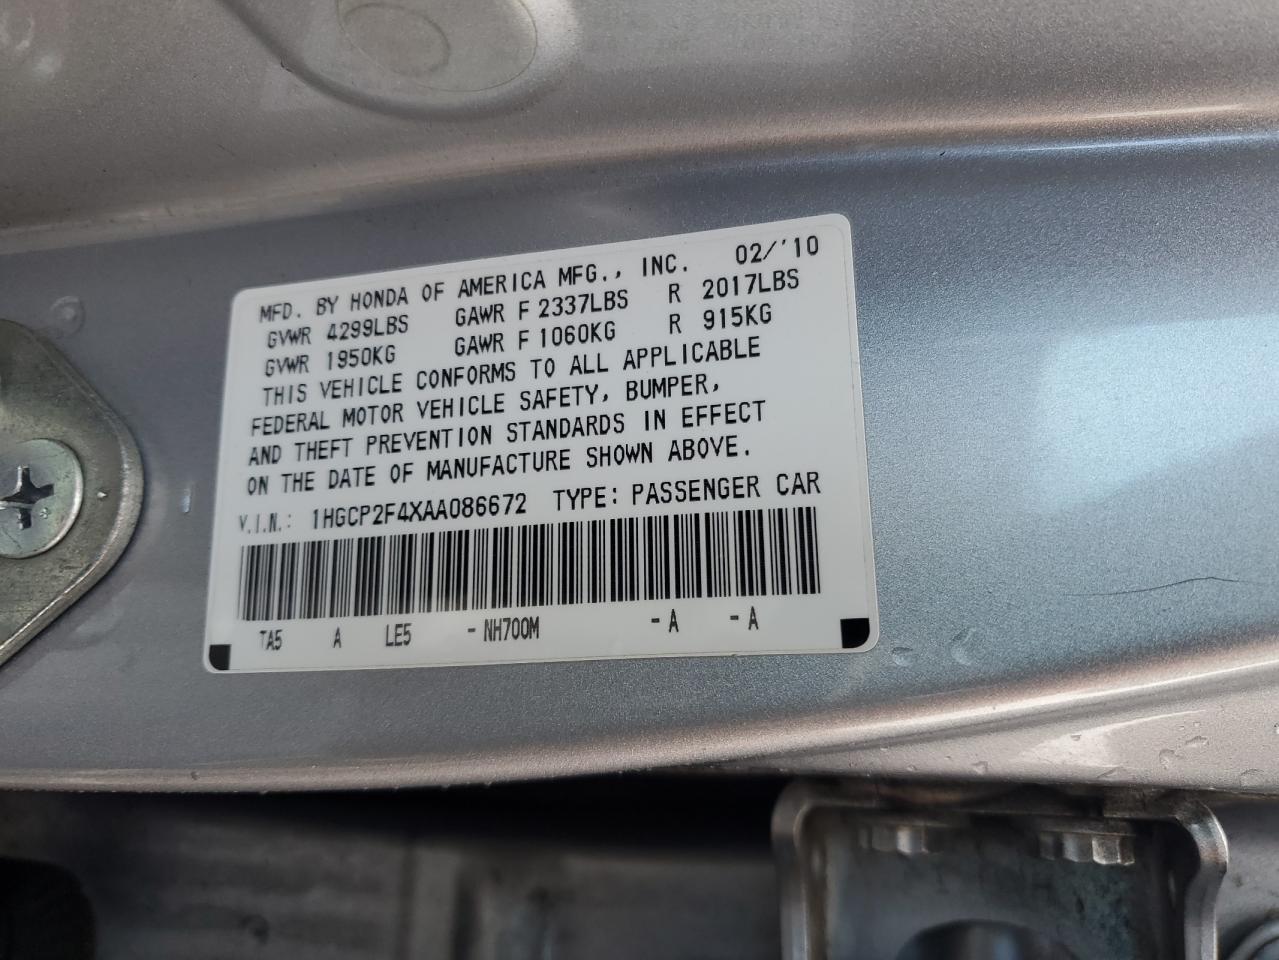 MFD. BY HONDA OF AMERICA MFG., INC. 02/'10
GVWR 4299LBS GAWR F 2337LBS R 2017LBS
GVWR 1950KG GAWR F 1060KG R 915KG
THIS VEHICLE CONFORMS TO ALL APPLICABLE
FEDERAL MOTOR VEHICLE SAFETY, BUMPER,
AND THEFT PREVENTION STANDARDS IN EFFECT
ON THE DATE OF MANUFACTURE SHOWN ABOVE.
V.I.N.: 1HGCP2F4XAA086672 TYPE: PASSENGER CAR
TA5 A LE5 - NH700M - A - A